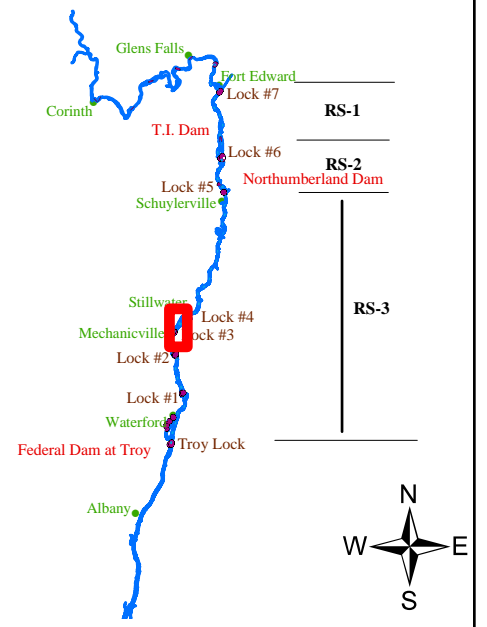 Glens Falls
Fort Edward
Lock #7
Corinth
RS-1
T.I. Dam
Lock #6
RS-2
Northumberland Dam
Lock #5
Schuylerville
Stillwater
RS-3
Lock #4
Mechanicville
ock #3
Lock #2
Lock #1
Waterford
Federal Dam at Troy
Troy Lock
Albany
N
W
E
S